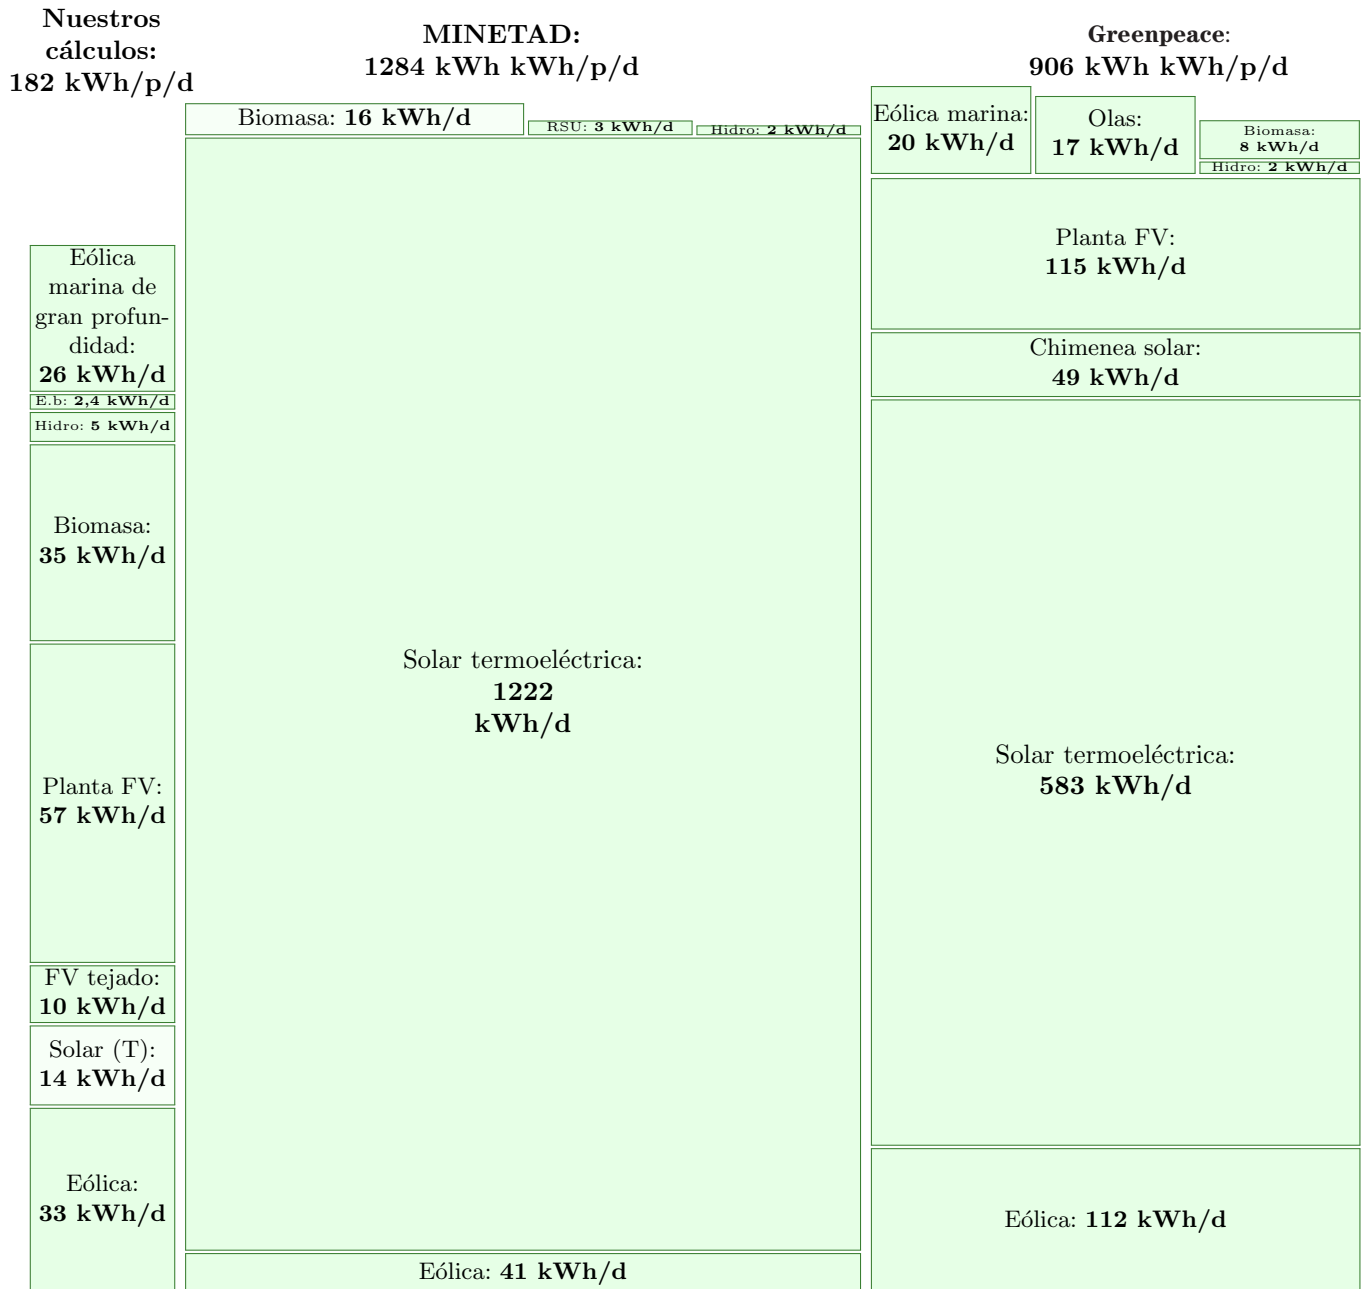 Nuestros
cálculos:
182 kWh/p/d
Eólica
marina de
gran profun-
didad:
26 kWh/d
E.b: 2,4 kWh/d
Hidro: 5 kWh/d
Biomasa:
35 kWh/d
Planta FV:
57 kWh/d
FV tejado:
10 kWh/d
Solar (T):
14 kWh/d
Eólica:
33 kWh/d
MINETAD:
1284 kWh kWh/p/d
Biomasa: 16 kWh/d
RSU: 3 kWh/d
Hidro: 2 kWh/d
Solar termoeléctrica:
1222
kWh/d
Eólica: 41 kWh/d
Greenpeace:
906 kWh kWh/p/d
Eólica marina:
20 kWh/d
Olas:
17 kWh/d
Biomasa:
8 kWh/d
Hidro: 2 kWh/d
Planta FV:
115 kWh/d
Chimenea solar:
49 kWh/d
Solar termoeléctrica:
583 kWh/d
Eólica: 112 kWh/d